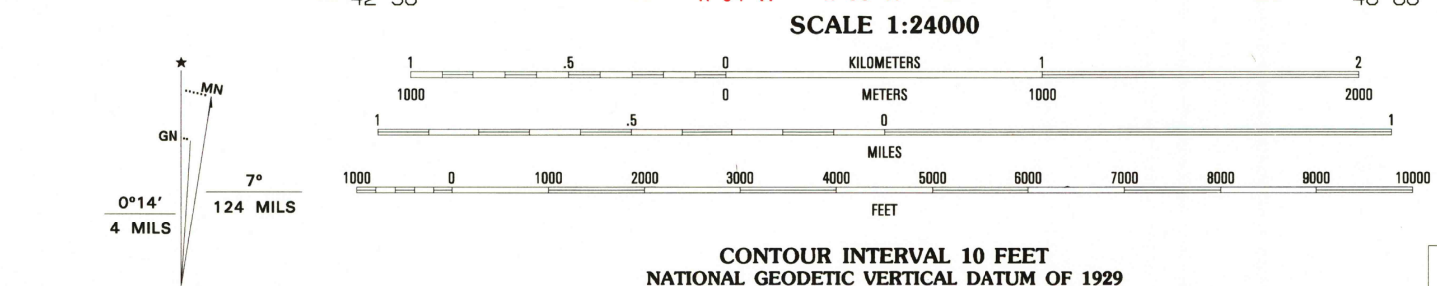 SCALE 1:24000
1 .5 0 KILOMETERS 1 2
1000 0 METERS 1000 2000
1 .5 0 1
MILES
1000 0 1000 2000 3000 4000 5000 6000 7000 8000 9000 10000
FEET
★
MN
GN
0°14′ 7°
4 MILS 124 MILS
CONTOUR INTERVAL 10 FEET
NATIONAL GEODETIC VERTICAL DATUM OF 1929